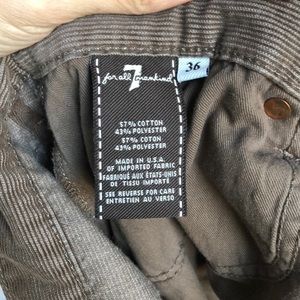 7
for all mankind
36
57% COTTON
43% POLYESTER
57% COTON
43% POLYESTER
MADE IN U.S.A.
OF IMPORTED FABRIC
FABRIQUÉ AUX ÉTATS-UNIS
DE TISSU IMPORTÉ
SEE REVERSE FOR CARE
ENTRETIEN AU VERSO